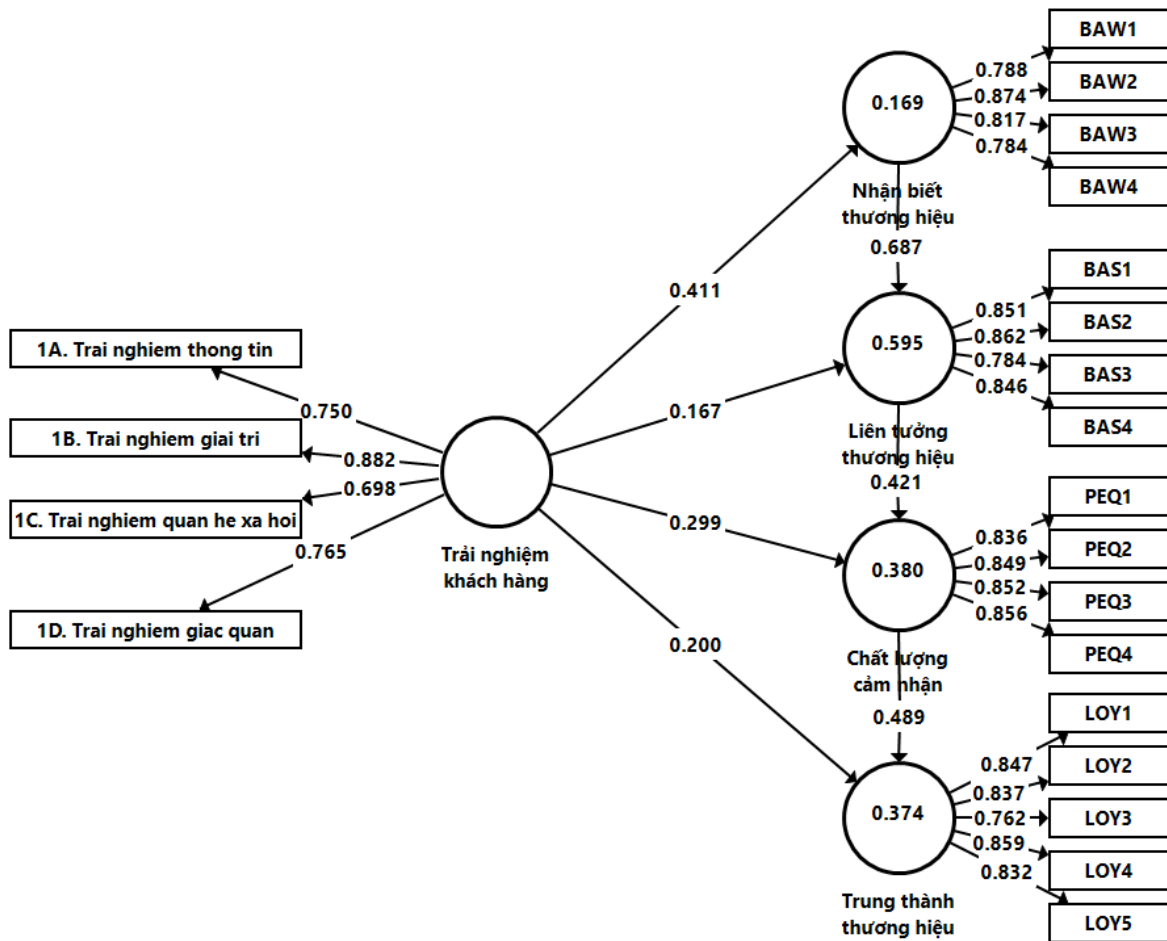 BAW1
0.788
BAW2
0.874
0.169
0.817
BAW3
0.784
BAW4
Nhận biết
thương hiệu
0.687
0.411
BAS1
0.851
BAS2
0.862
0.595
0.784
BAS3
0.846
BAS4
1A. Trai nghiem thong tin
0.750
0.167
1B. Trai nghiem giai tri
0.882
Liên tưởng
thương hiệu
0.421
0.698
1C. Trai nghiem quan he xa hoi
0.299
PEQ1
0.836
PEQ2
0.849
0.380
0.852
PEQ3
0.856
PEQ4
0.765
Trải nghiệm
khách hàng
1D. Trai nghiem giac quan
0.200
Chất lượng
cảm nhận
0.489
LOY1
0.847
LOY2
0.837
0.374
0.762
LOY3
0.859
LOY4
0.832
LOY5
Trung thành
thương hiệu